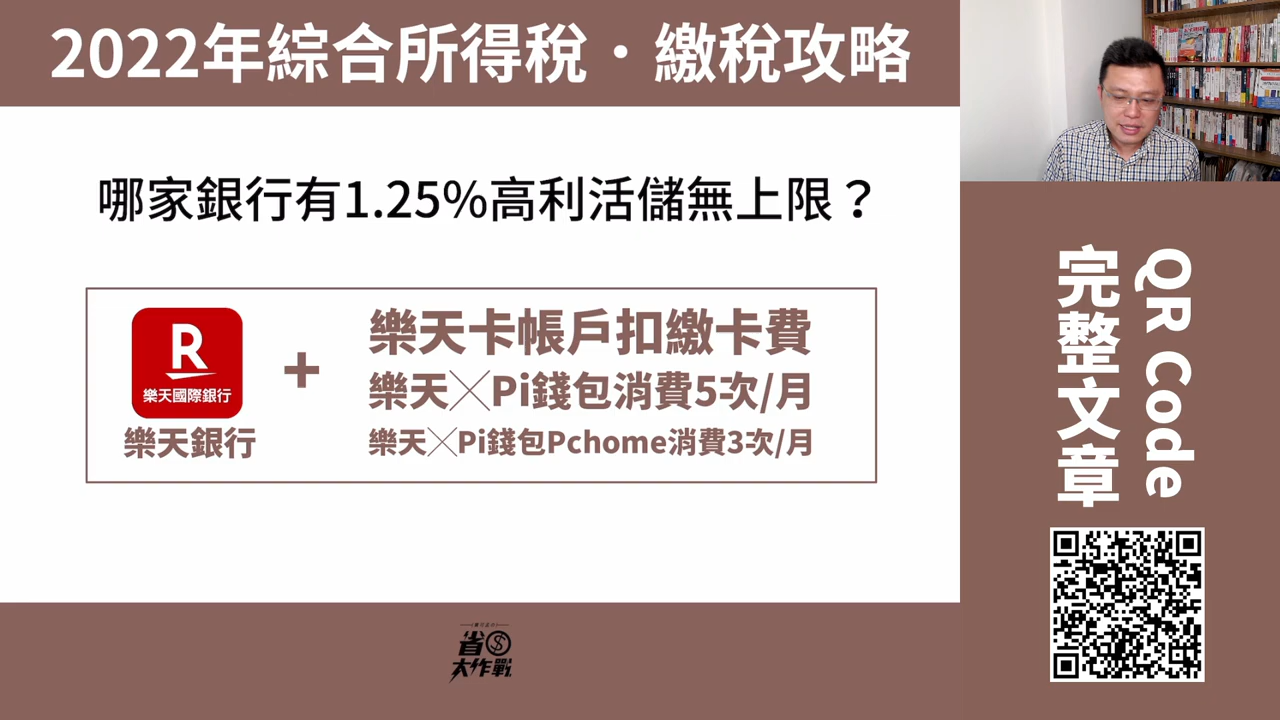 2022年綜合所得稅·繳稅攻略
哪家銀行有1.25%高利活儲無上限？
R
樂天國際銀行
樂天銀行
+
樂天卡帳戶扣繳卡費
樂天╳Pi錢包消費5次/月
樂天╳Pi錢包Pchome消費3次/月
QR Code
完整文章
省$
大作戰